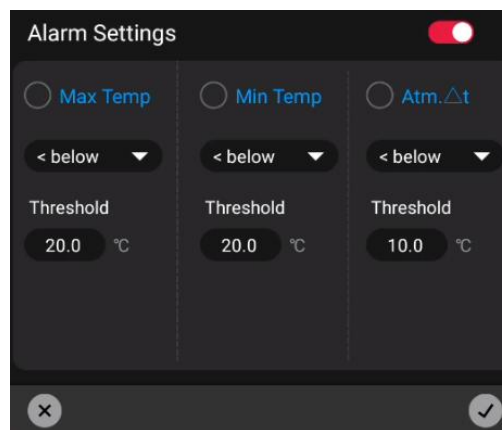 Alarm Settings
Max Temp Min Temp Atm.△t
< below < below < below
Threshold Threshold Threshold
20.0 ℃ 20.0 ℃ 10.0 ℃